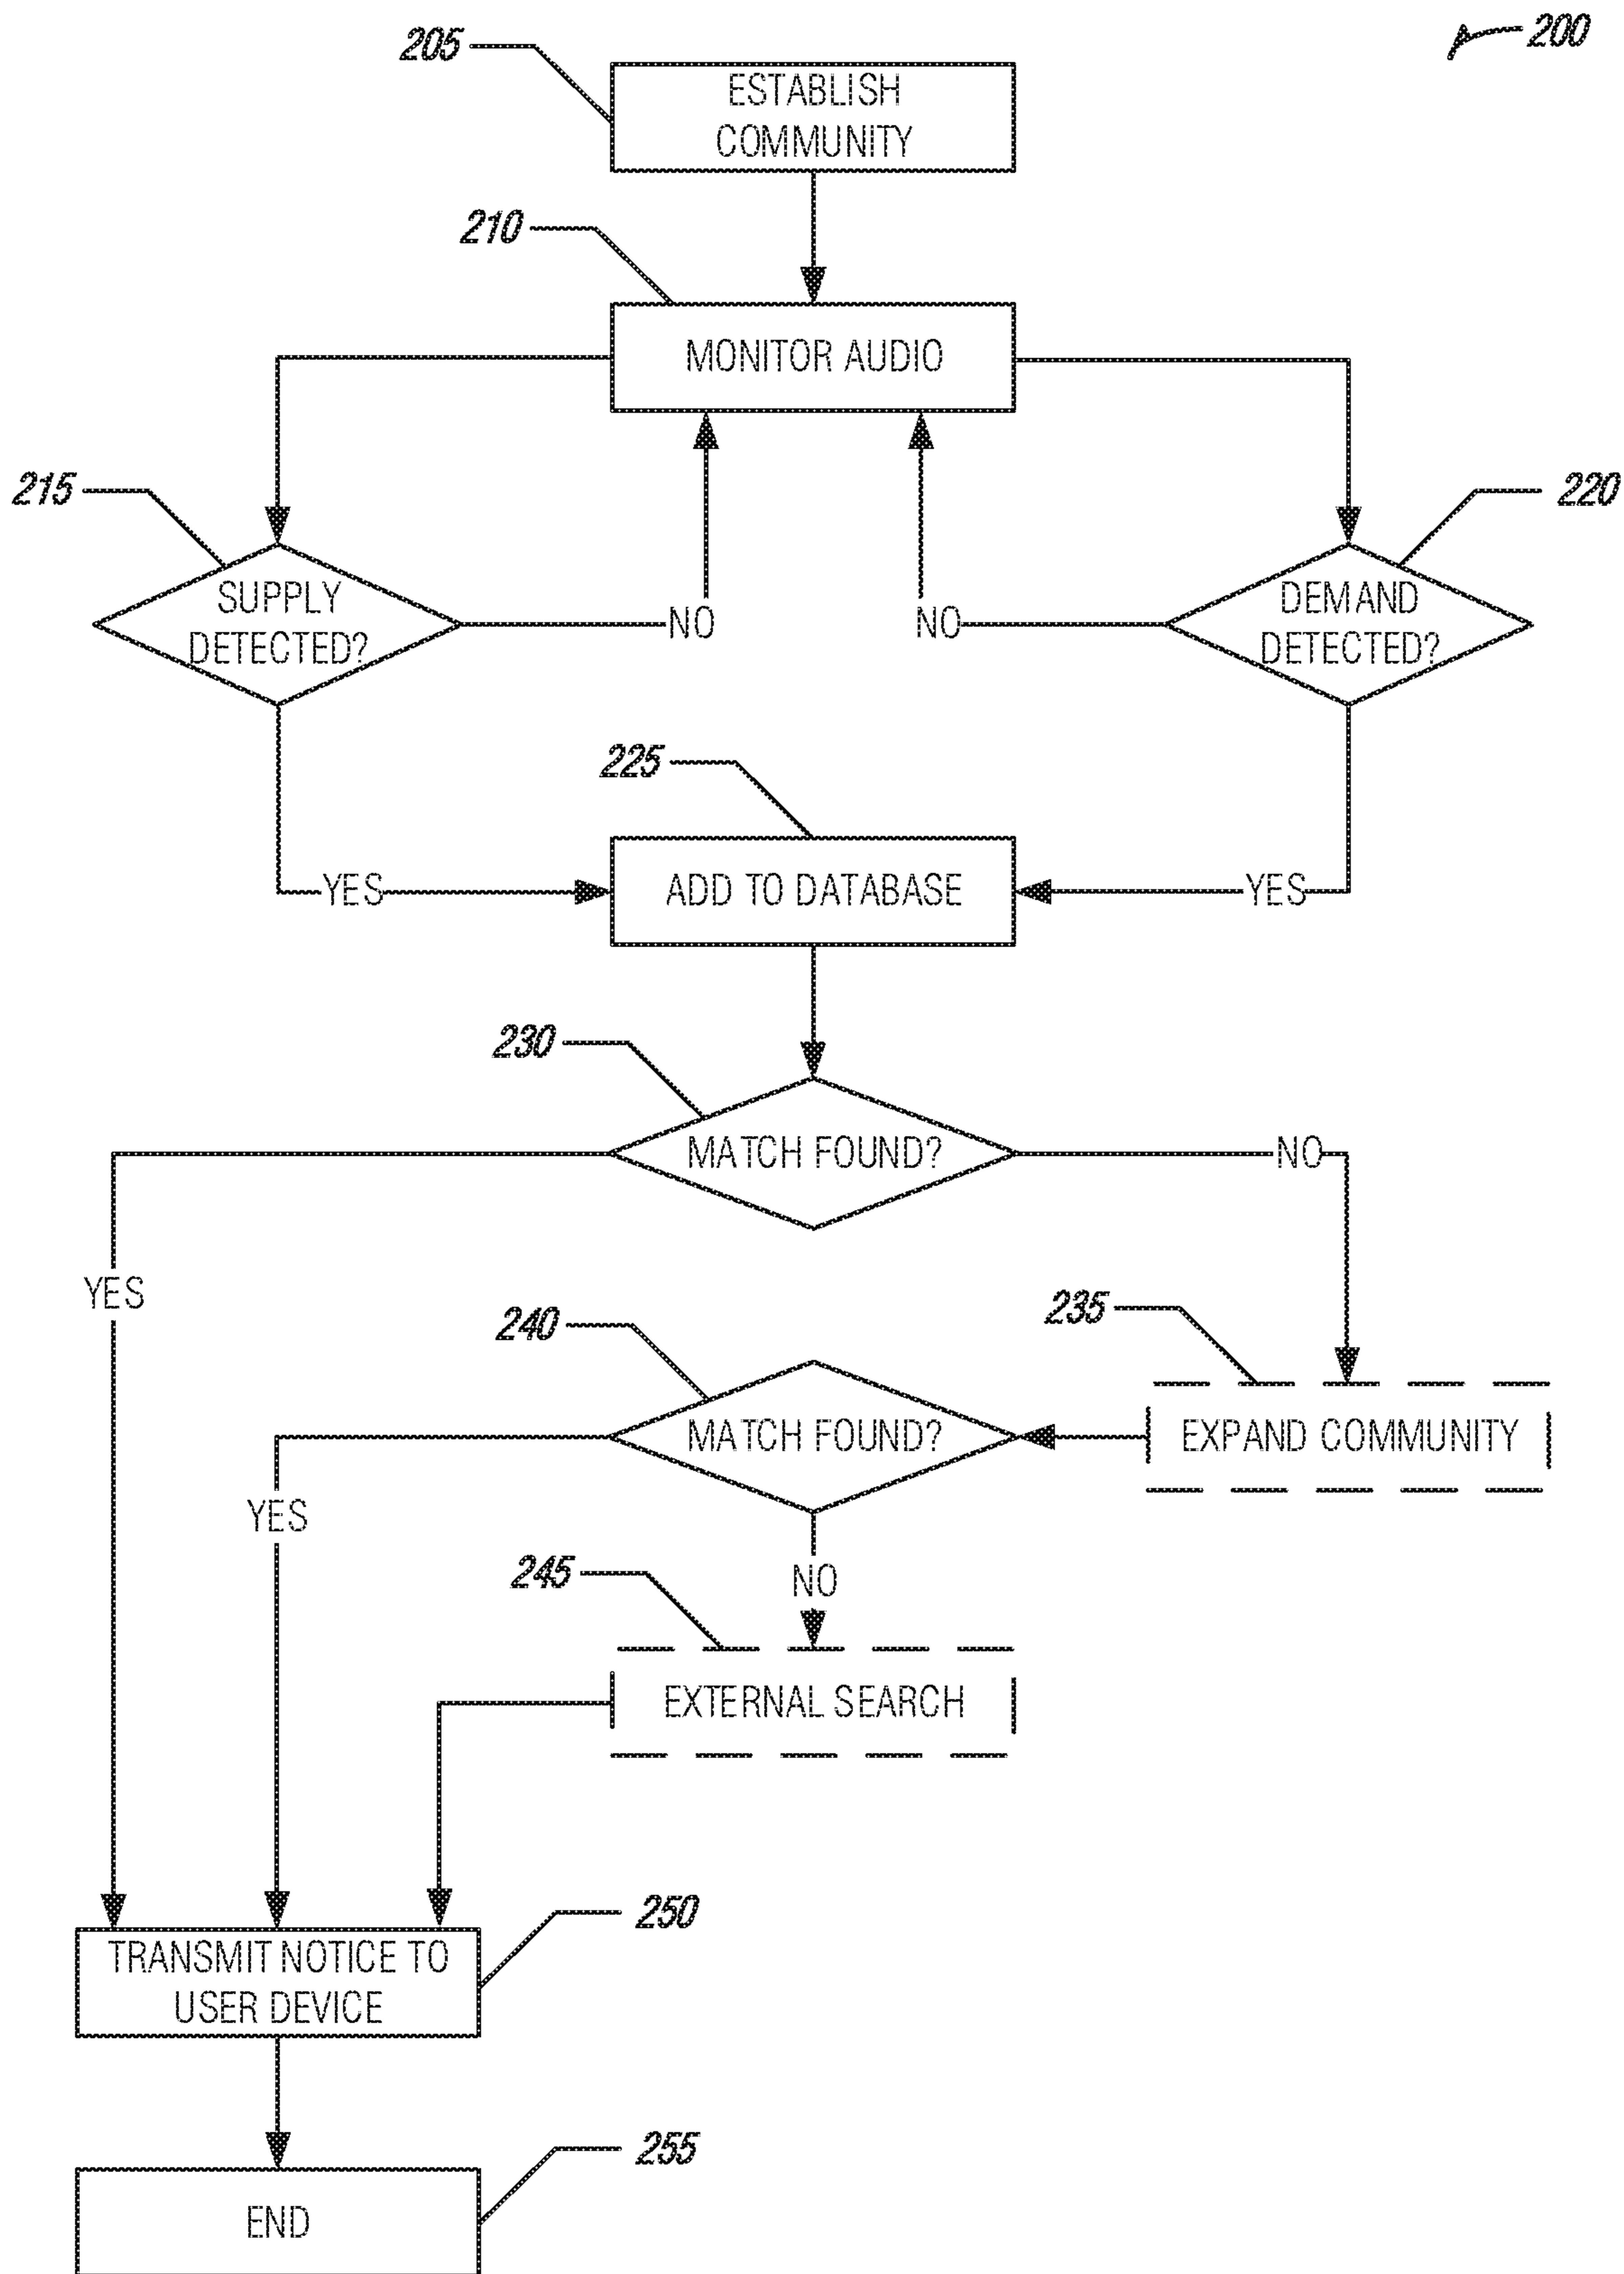 200
205
ESTABLISH
COMMUNITY
210
MONITOR AUDIO
215
SUPPLY
DETECTED?
NO
NO
220
DEMAND
DETECTED?
225
YES
ADD TO DATABASE
YES
230
MATCH FOUND?
NO
YES
235
EXPAND COMMUNITY
240
MATCH FOUND?
YES
NO
245
EXTERNAL SEARCH
250
TRANSMIT NOTICE TO
USER DEVICE
255
END